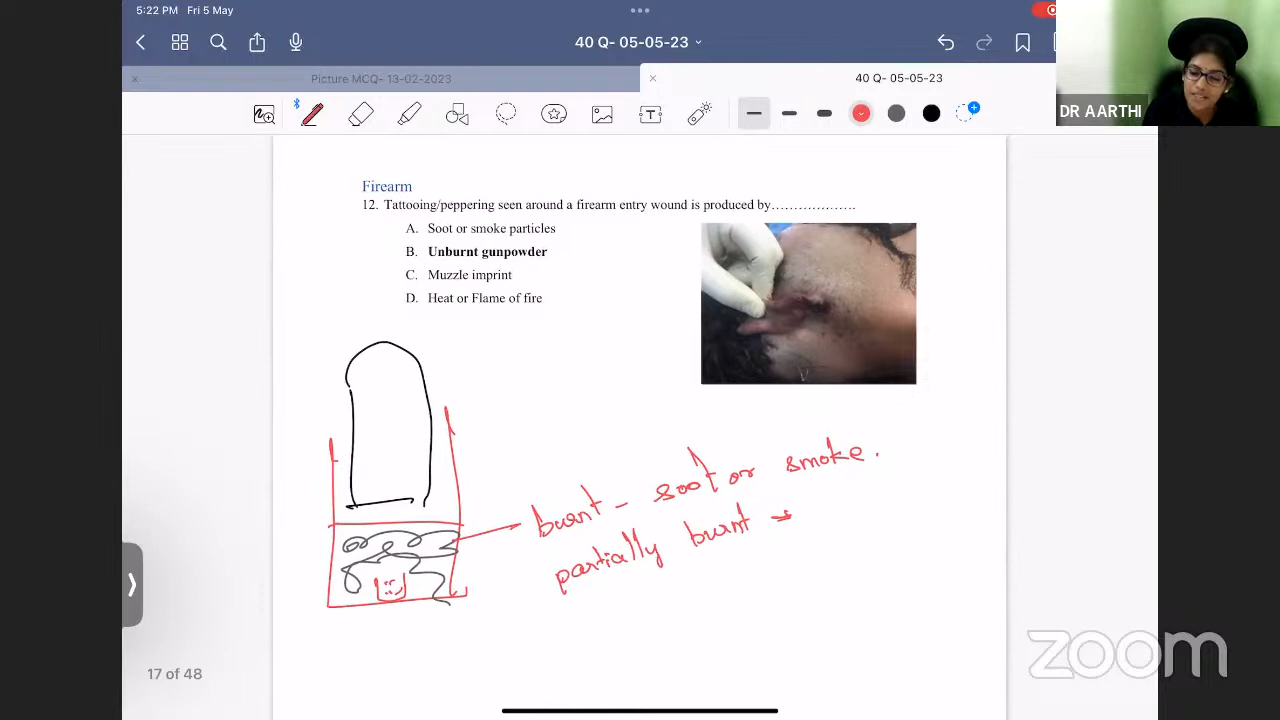 5:22 PM Fri 5 May
40 Q- 05-05-23
Picture MCQ- 13-02-2023
40 Q- 05-05-23
DR AARTHI
Firearm
12. Tattooing/peppering seen around a firearm entry wound is produced by………………..
A. Soot or smoke particles
B. Unburnt gunpowder
C. Muzzle imprint
D. Heat or Flame of fire
burnt - soot or smoke.
partially burnt →
17 of 48
zoom